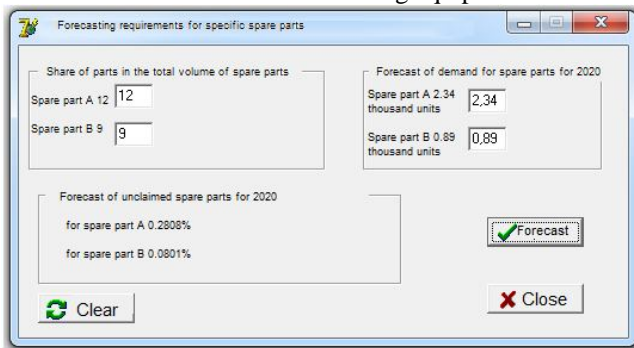 Forecasting requirements for specific spare parts
Share of parts in the total volume of spare parts
Spare part A 12 12
Spare part B 9 9
Forecast of demand for spare parts for 2020
Spare part A 2.34
thousand units
2,34
Spare part B 0.89
thousand units
0,89
Forecast of unclaimed spare parts for 2020
for spare part A 0.2808%
for spare part B 0.0801%
Forecast
Clear
Close